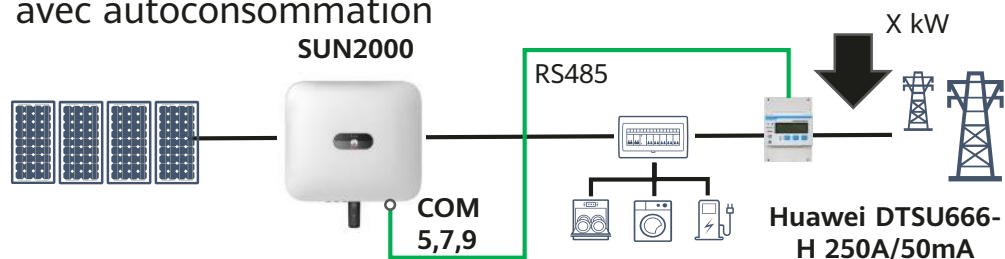 avec autoconsommation
SUN2000
X kW
RS485
COM
5,7,9
Huawei DTSU666-
H 250A/50mA